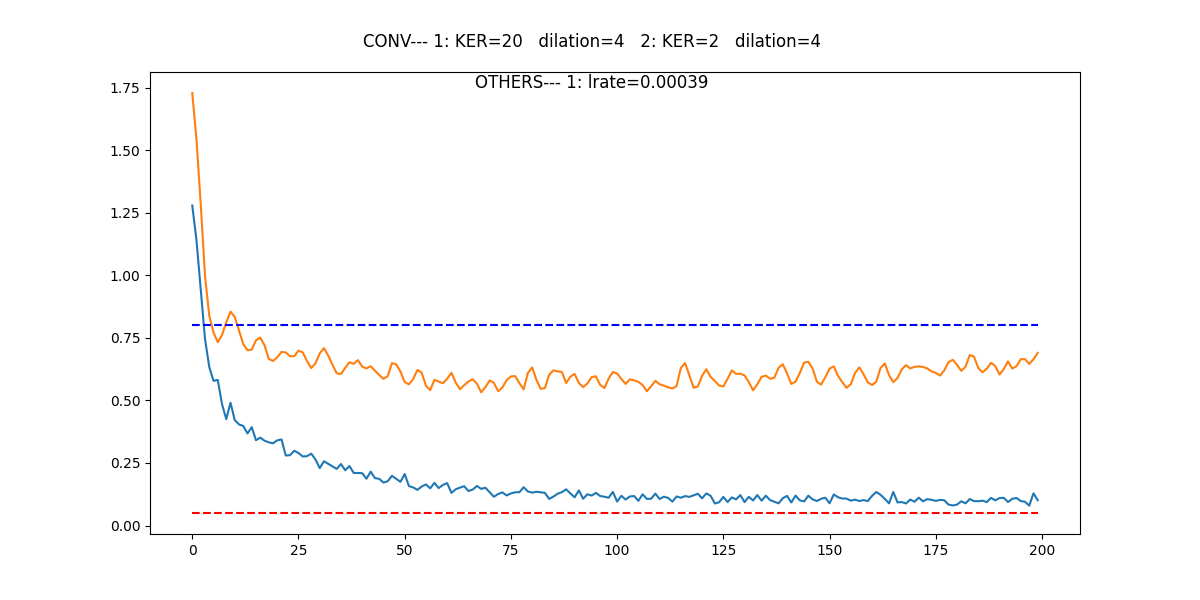 CONV--- 1: KER=20   dilation=4   2: KER=2   dilation=4
OTHERS--- 1: lrate=0.00039
1.75
1.50
1.25
1.00
0.75
0.50
0.25
0.00
0 25 50 75 100 125 150 175 200